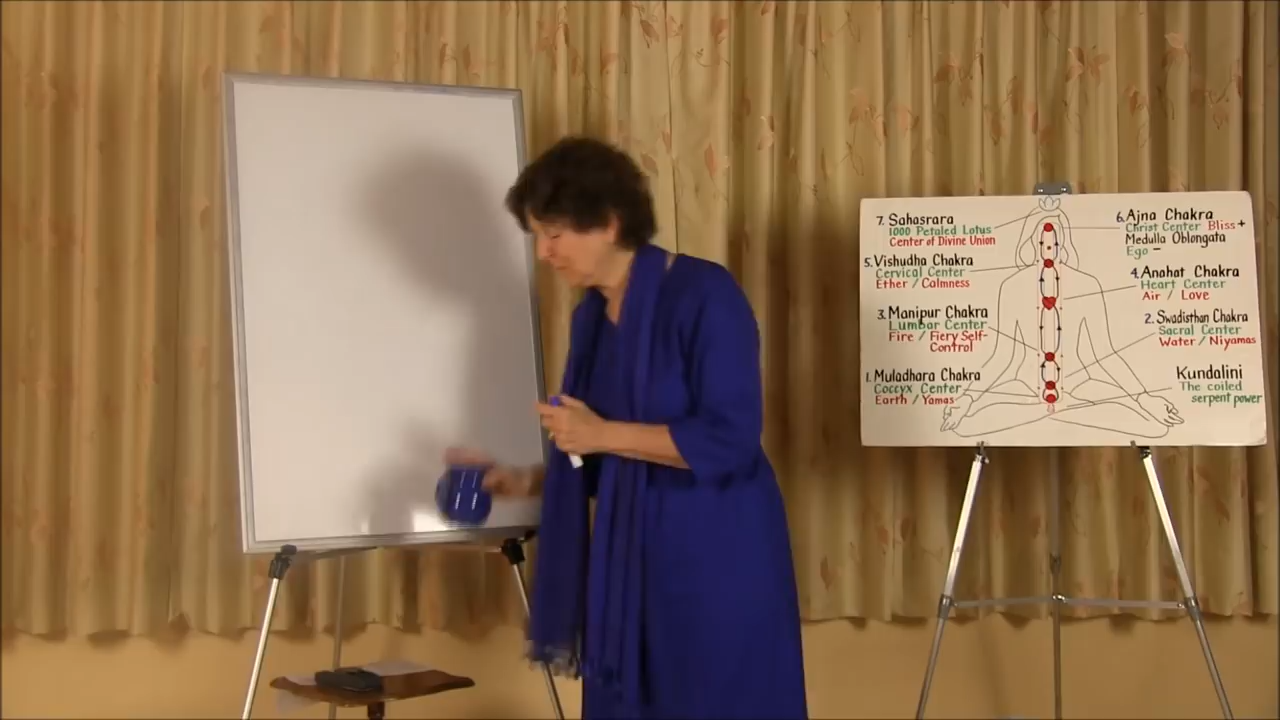 7. Sahasrara
1000 Petaled Lotus
Center of Divine Union
6. Ajna Chakra
Christ Center Bliss +
Medulla Oblongata
Ego –
5. Vishudha Chakra
Cervical Center
Ether / Calmness
4. Anahat Chakra
Heart Center
Air / Love
3. Manipur Chakra
Lumbar Center
Fire / Fiery Self-
Control
2. Swadisthan Chakra
Sacral Center
Water / Niyamas
1. Muladhara Chakra
Coccyx Center
Earth / Yamas
Kundalini
The coiled
serpent power